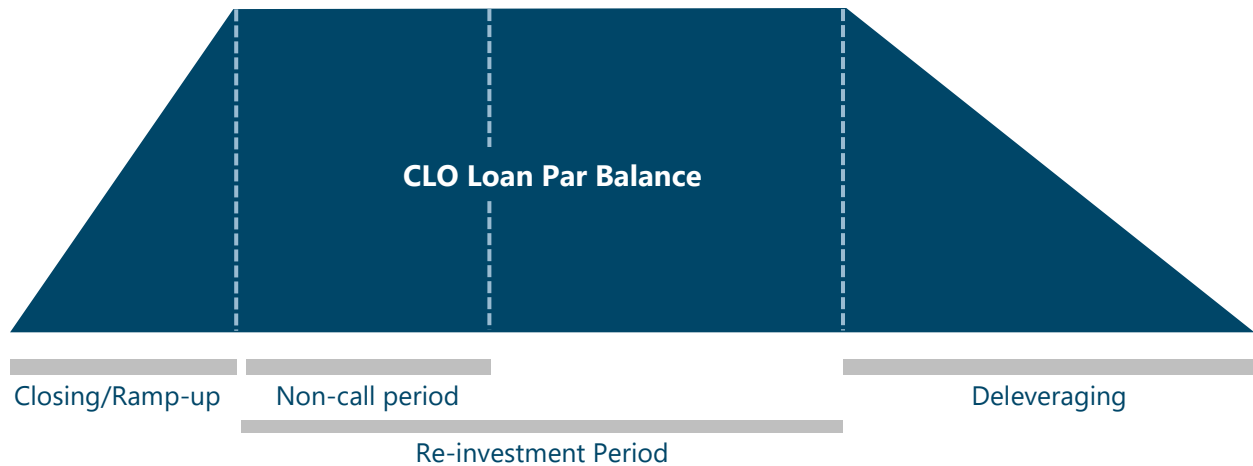 CLO Loan Par Balance
Closing/Ramp-up
Non-call period
Deleveraging
Re-investment Period